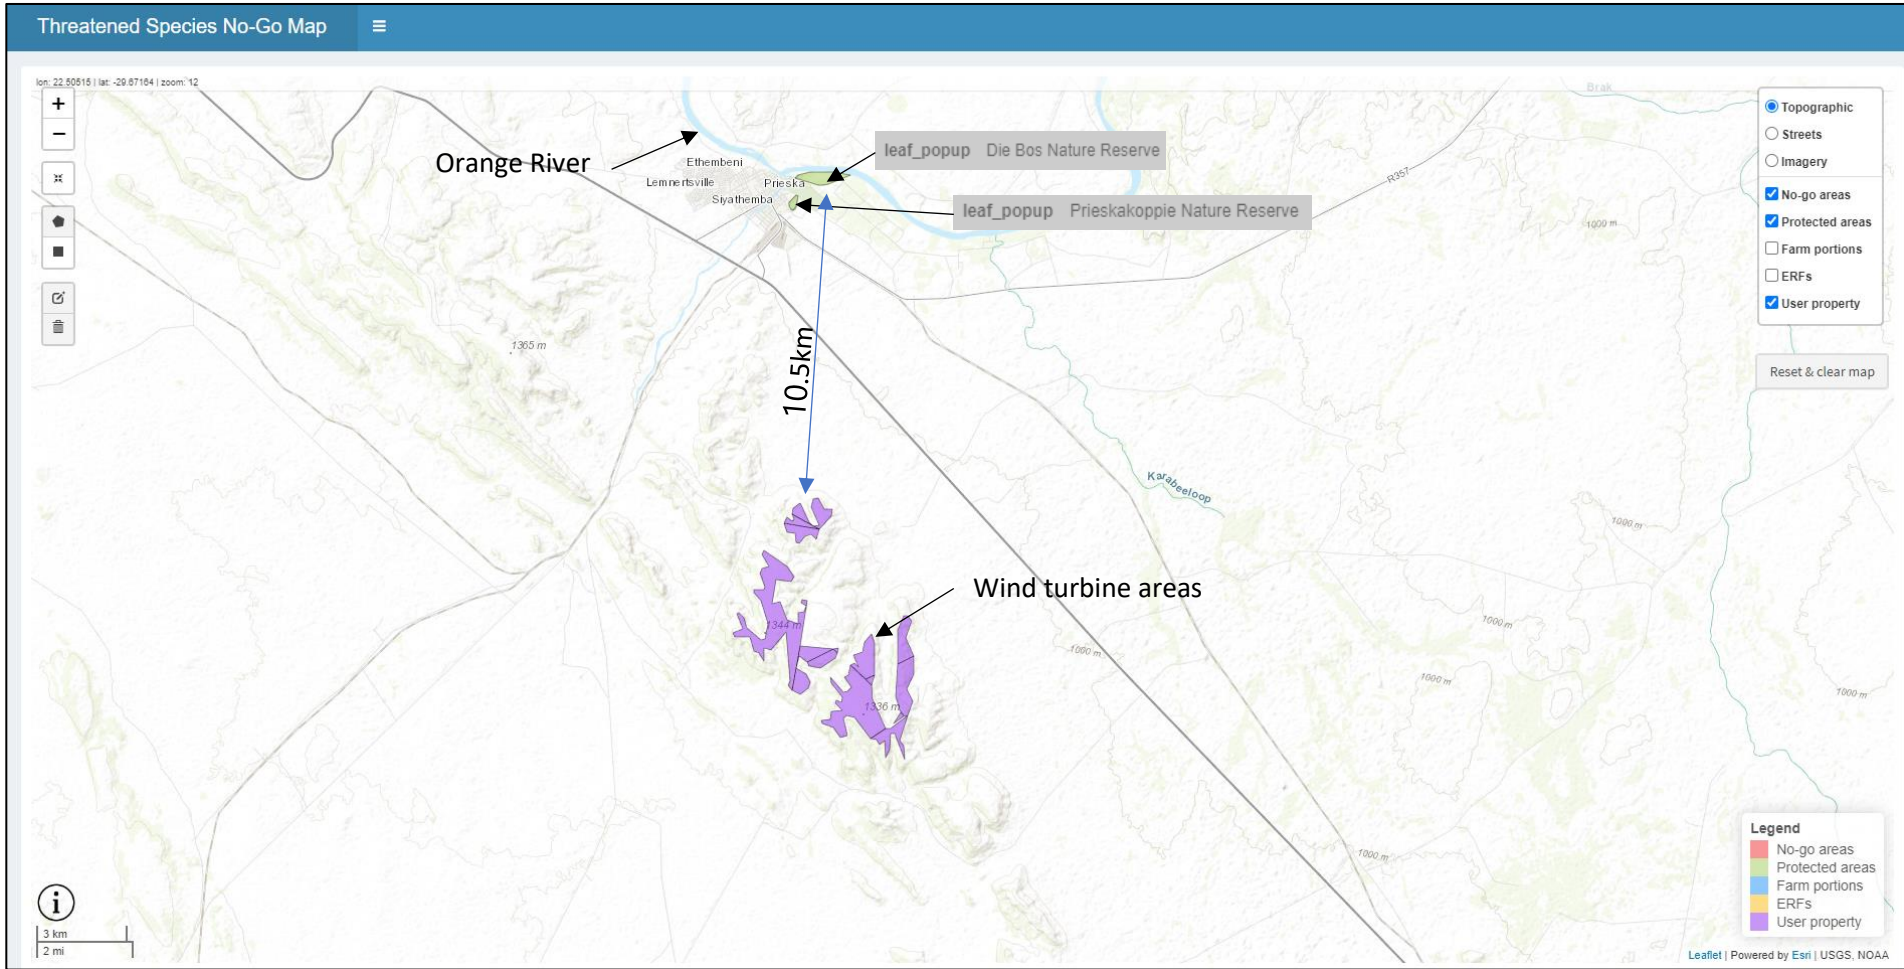 Threatened Species No-Go Map
lon: 22.50515 | lat: -29.67164 | zoom: 12
+
−
Brak
Topographic
Streets
Imagery
No-go areas
Protected areas
Farm portions
ERFs
User property
Reset & clear map
Orange River
Ethembeni
Lemnertsville
Prieska
Siyathemba
leaf_popup Die Bos Nature Reserve
leaf_popup Prieskakoppie Nature Reserve
R357
1000 m
1365 m
10.5km
Karabeeloop
1000 m
Wind turbine areas
1344 m
1000 m
1000 m
1000 m
1000 m
1336 m
1000 m
Legend
No-go areas
Protected areas
Farm portions
ERFs
User property
i
3 km
2 mi
Leaflet | Powered by Esri | USGS, NOAA